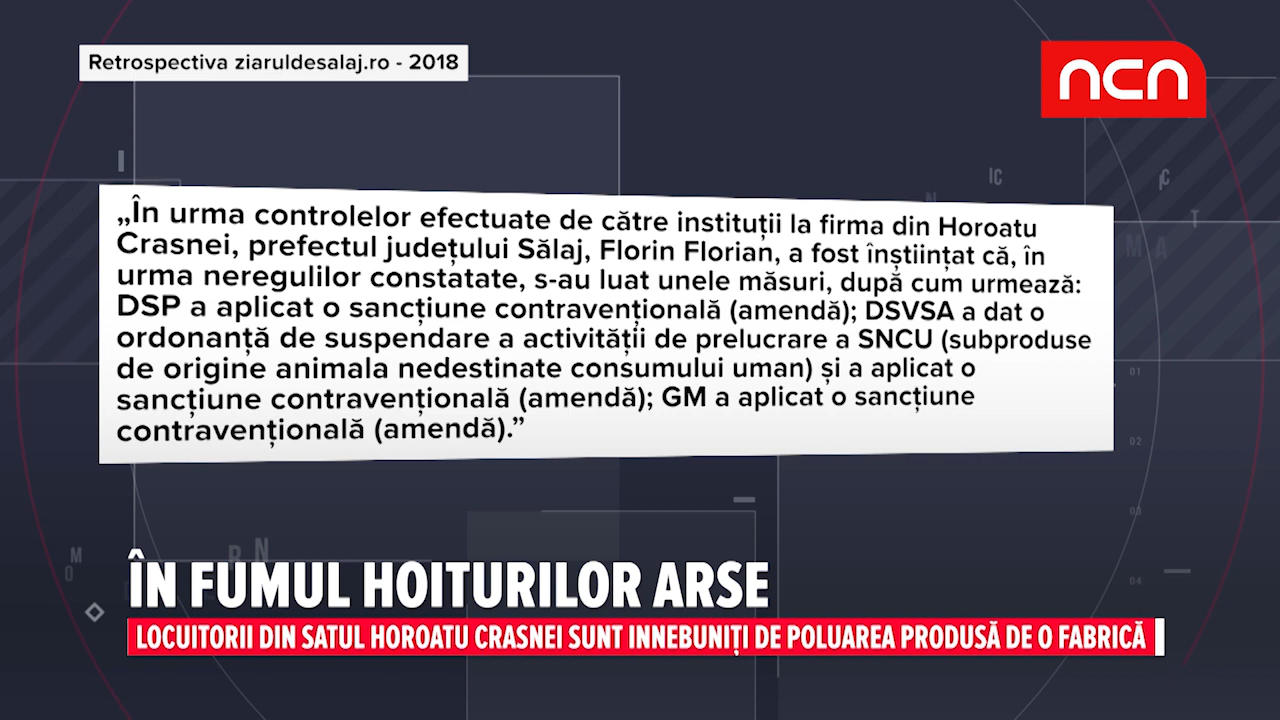 Retrospectiva ziaruldesalaj.ro - 2018
ncn
„În urma controlelor efectuate de către instituții la firma din Horoatu
Crasnei, prefectul județului Sălaj, Florin Florian, a fost înștiințat că, în
urma neregulilor constatate, s-au luat unele măsuri, după cum urmează:
DSP a aplicat o sancțiune contravențională (amendă); DSVSA a dat o
ordonanță de suspendare a activității de prelucrare a SNCU (subproduse
de origine animala nedestinate consumului uman) și a aplicat o
sancțiune contravențională (amendă); GM a aplicat o sancțiune
contravențională (amendă).”
ÎN FUMUL HOITURILOR ARSE
LOCUITORII DIN SATUL HOROATU CRASNEI SUNT INNEBUNIȚI DE POLUAREA PRODUSĂ DE O FABRICĂ